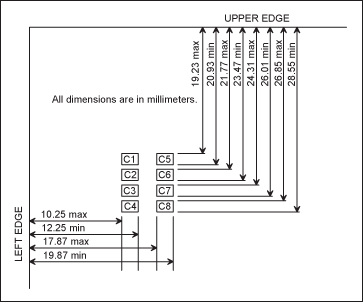 UPPER EDGE
19.23 max
20.93 min
21.77 max
23.47 min
24.31 max
26.01 min
26.85 max
28.55 min
All dimensions are in millimeters.
C1 C5
C2 C6
C3 C7
C4 C8
LEFT EDGE
10.25 max
12.25 min
17.87 max
19.87 min